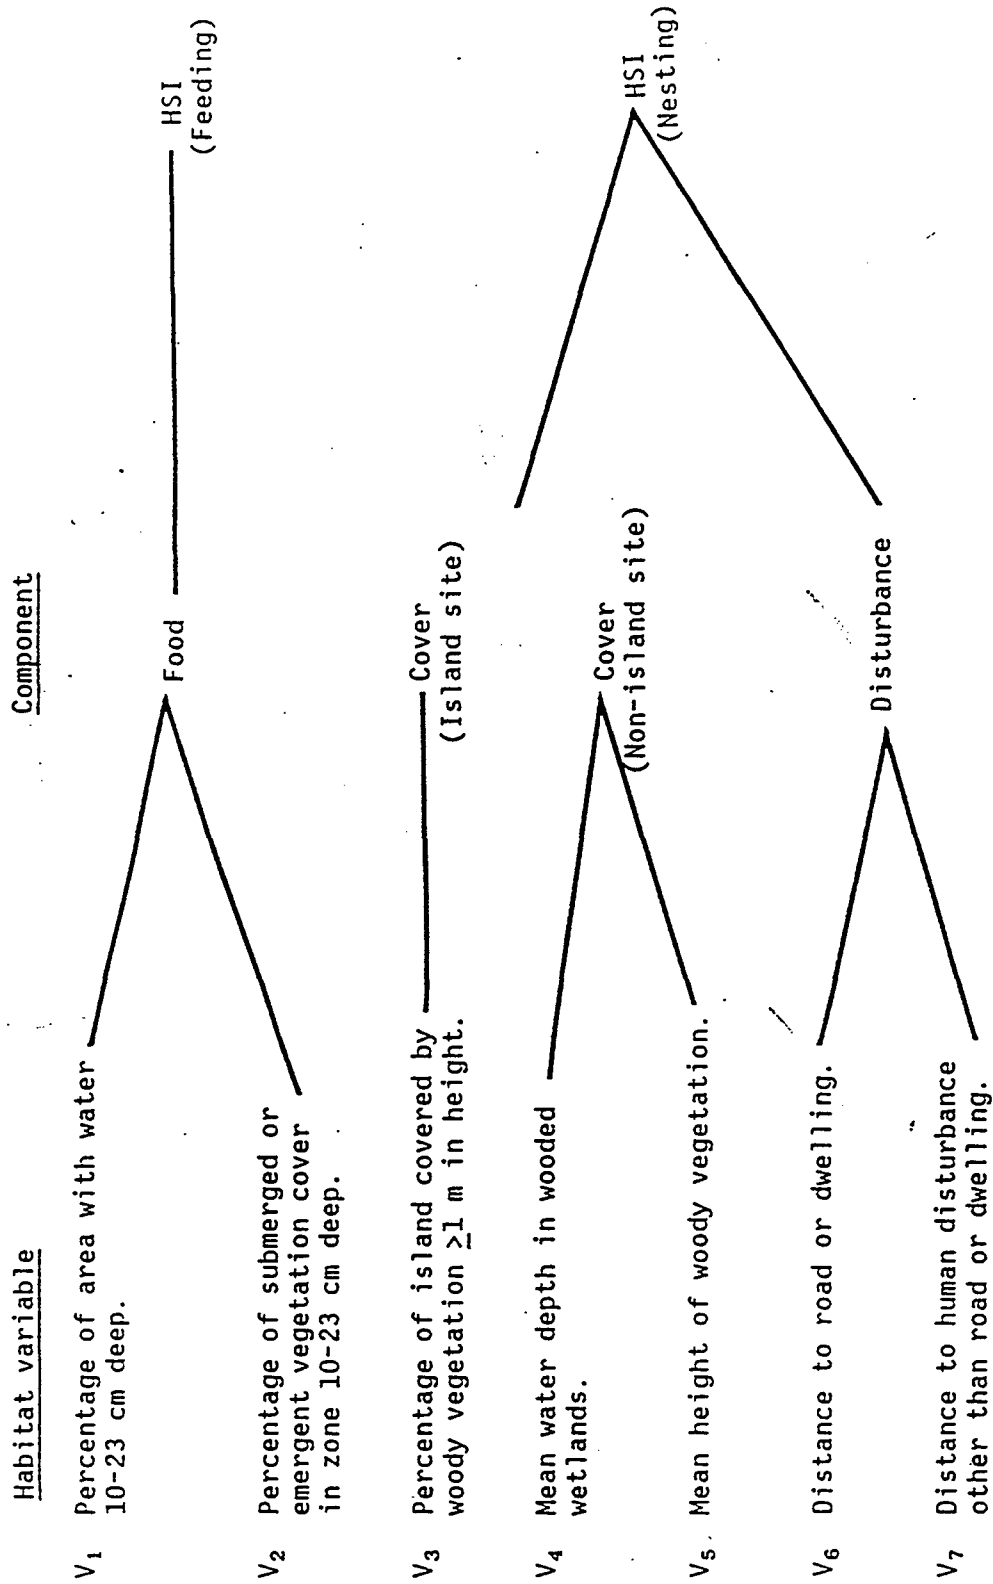 Habitat variable
Component
V₁ Percentage of area with water
10-23 cm deep.
V₂ Percentage of submerged or
emergent vegetation cover
in zone 10-23 cm deep.
Food
HSI
(Feeding)
V₃ Percentage of island covered by
woody vegetation ≥1 m in height.
Cover
(Island site)
V₄ Mean water depth in wooded
wetlands.
V₅. Mean height of woody vegetation.
Cover
(Non-island site)
HSI
(Nesting)
V₆ Distance to road or dwelling.
V₇ Distance to human disturbance
other than road or dwelling.
Disturbance